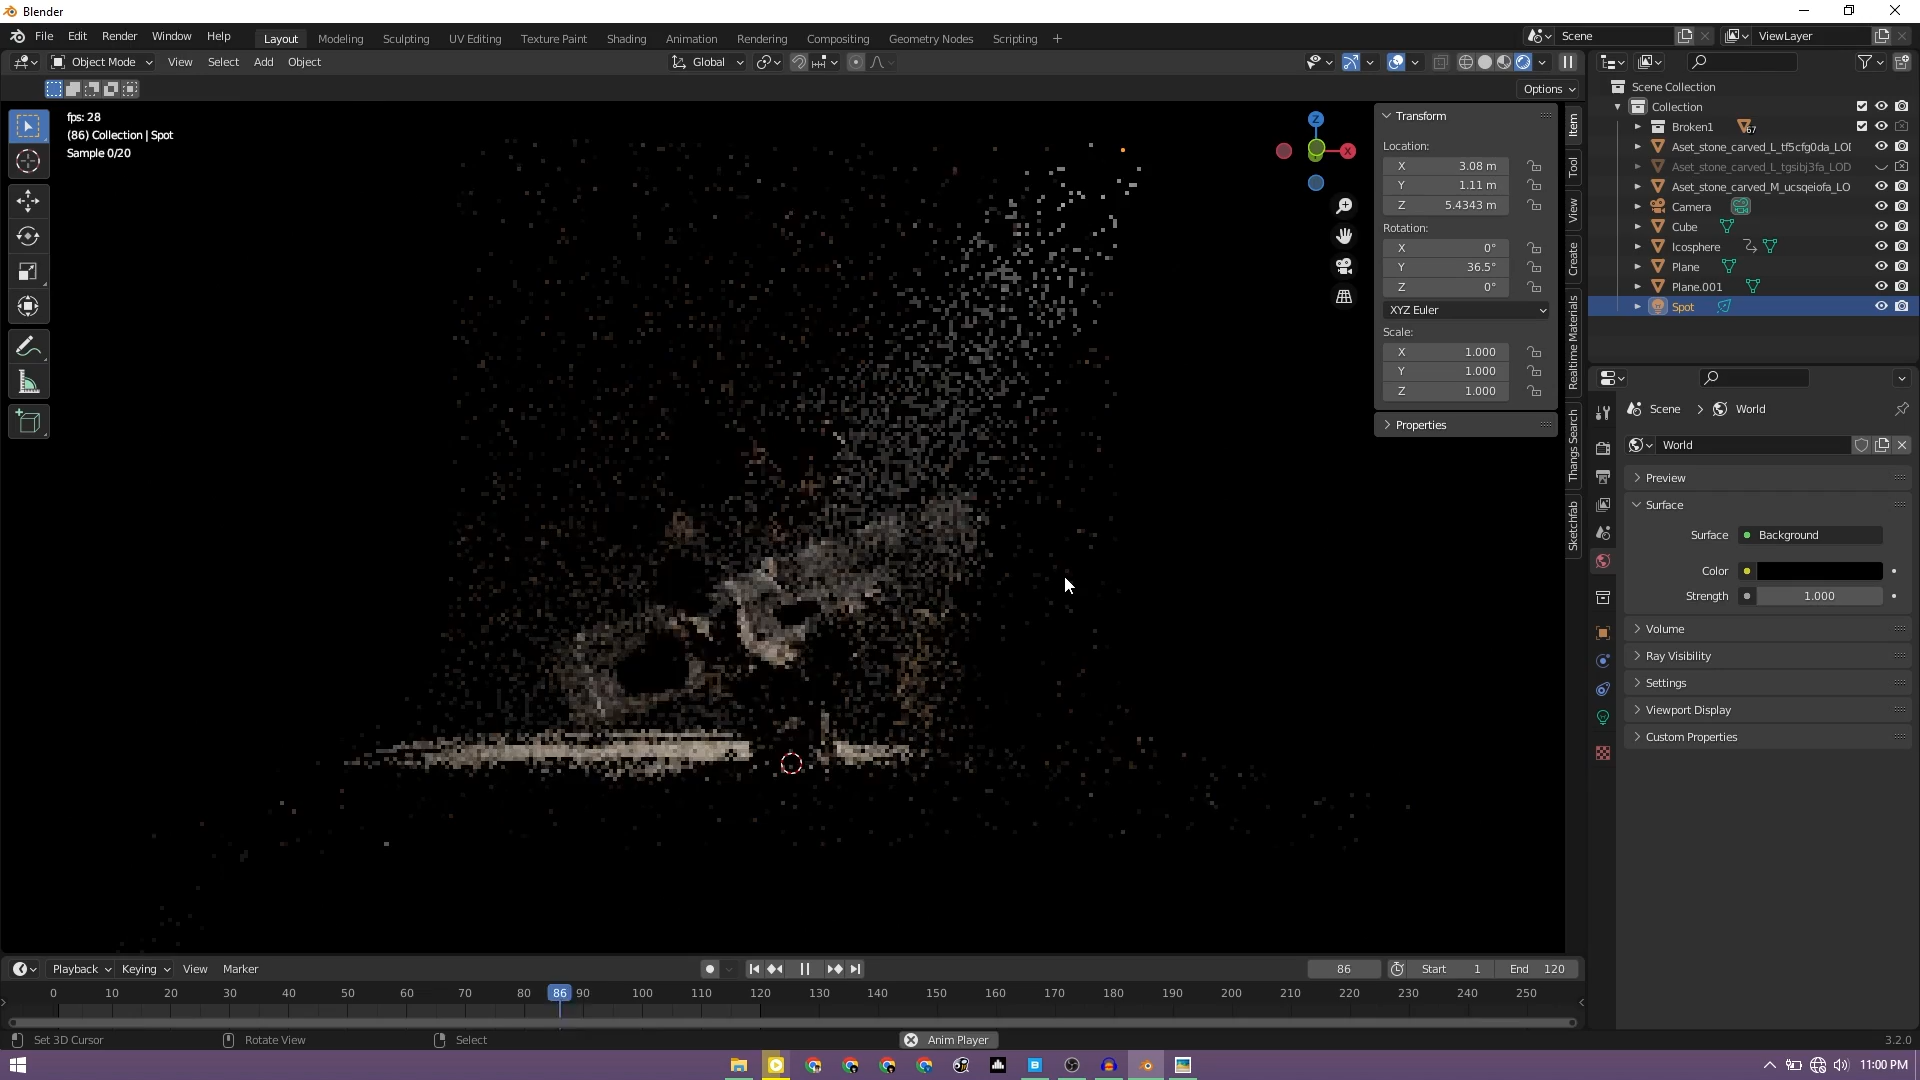 Blender
File Edit Render Window Help
Layout Modeling Sculpting UV Editing Texture Paint Shading Animation Rendering Compositing Geometry Nodes Scripting +
Scene
ViewLayer
Object Mode View Select Add Object
Global
Options
fps: 28
(86) Collection | Spot
Sample 0/20
Z
X
Transform
Location:
X 3.08 m
Y 1.11 m
Z 5.4343 m
Rotation:
X 0°
Y 36.5°
Z 0°
XYZ Euler
Scale:
X 1.000
Y 1.000
Z 1.000
Properties
Item
Tool
View
Create
Realtime Materials
Thangs Search
Sketchfab
Scene Collection
Collection
Broken1 67
Aset_stone_carved_L_tf5cfg0da_LOD
Aset_stone_carved_L_tgsibj3fa_LOD
Aset_stone_carved_M_ucsqeiofa_LO
Camera
Cube
Icosphere
Plane
Plane.001
Spot
Scene > World
World
Preview
Surface
Surface Background
Color
Strength 1.000
Volume
Ray Visibility
Settings
Viewport Display
Custom Properties
Playback Keying View Marker
86 Start 1 End 120
0 10 20 30 40 50 60 70 80 86 90 100 110 120 130 140 150 160 170 180 190 200 210 220 230 240 250
Set 3D Cursor Rotate View Select Anim Player 3.2.0
11:00 PM